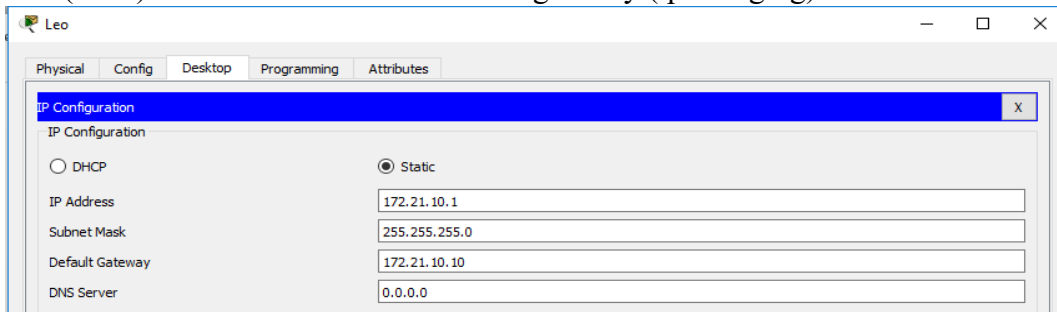 Leo
Physical Config Desktop Programming Attributes
IP Configuration X
IP Configuration
DHCP Static
IP Address 172.21.10.1
Subnet Mask 255.255.255.0
Default Gateway 172.21.10.10
DNS Server 0.0.0.0